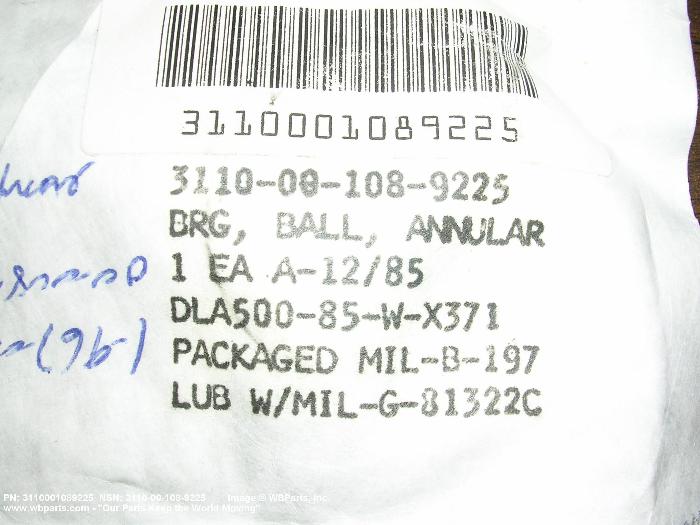 3110001089225
3110-00-108-9225
BRG, BALL, ANNULAR
1 EA A-12/85
DLA500-85-W-X371
PACKAGED MIL-B-197
LUB W/MIL-G-81322C
PN: 3110001089225 NSN: 3110-00-108-9225 Image © WBParts, Inc.
www.wbparts.com - "Our Parts Keep the World Moving"